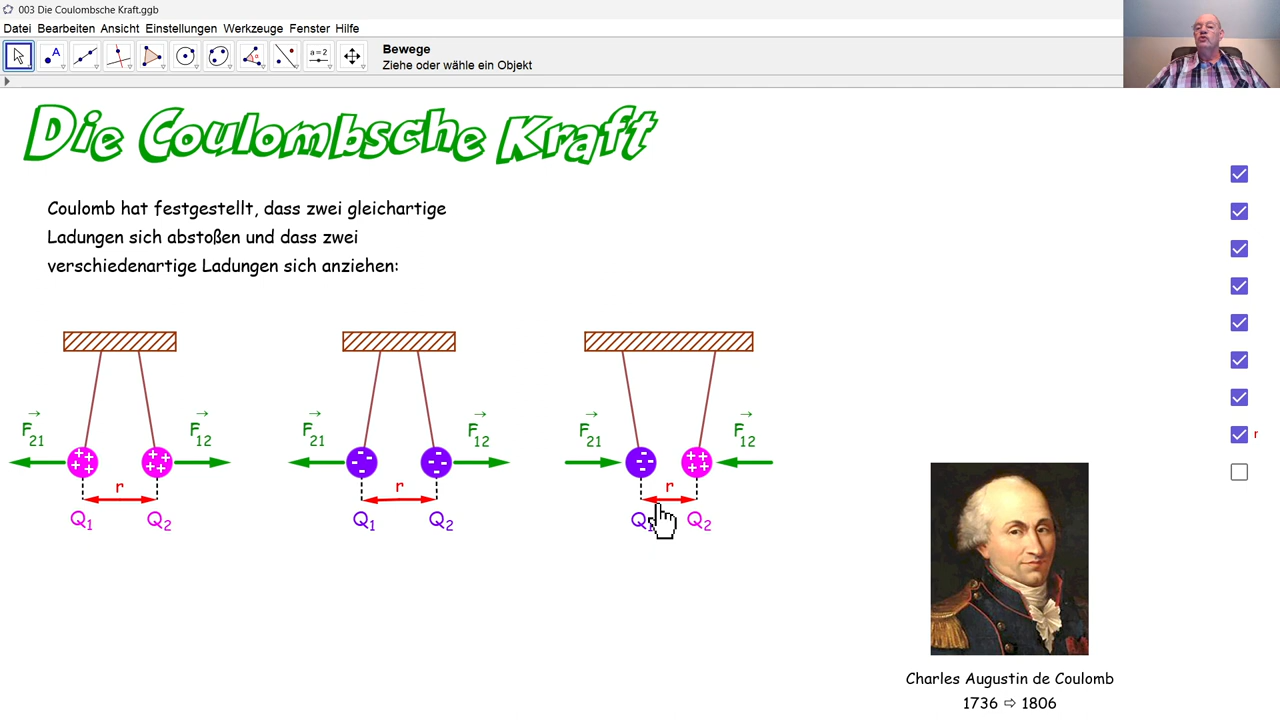 003 Die Coulombsche Kraft.ggb
Datei Bearbeiten Ansicht Einstellungen Werkzeuge Fenster Hilfe
A
a=2
Bewege
Ziehe oder wähle ein Objekt
Die Coulombsche Kraft
Coulomb hat festgestellt, dass zwei gleichartige
Ladungen sich abstoßen und dass zwei
verschiedenartige Ladungen sich anziehen:
F21 F12 F21 F12 F21 F12
r r r
Q1 Q2 Q1 Q2 Q1 Q2
r
Charles Augustin de Coulomb
1736 ⇨ 1806